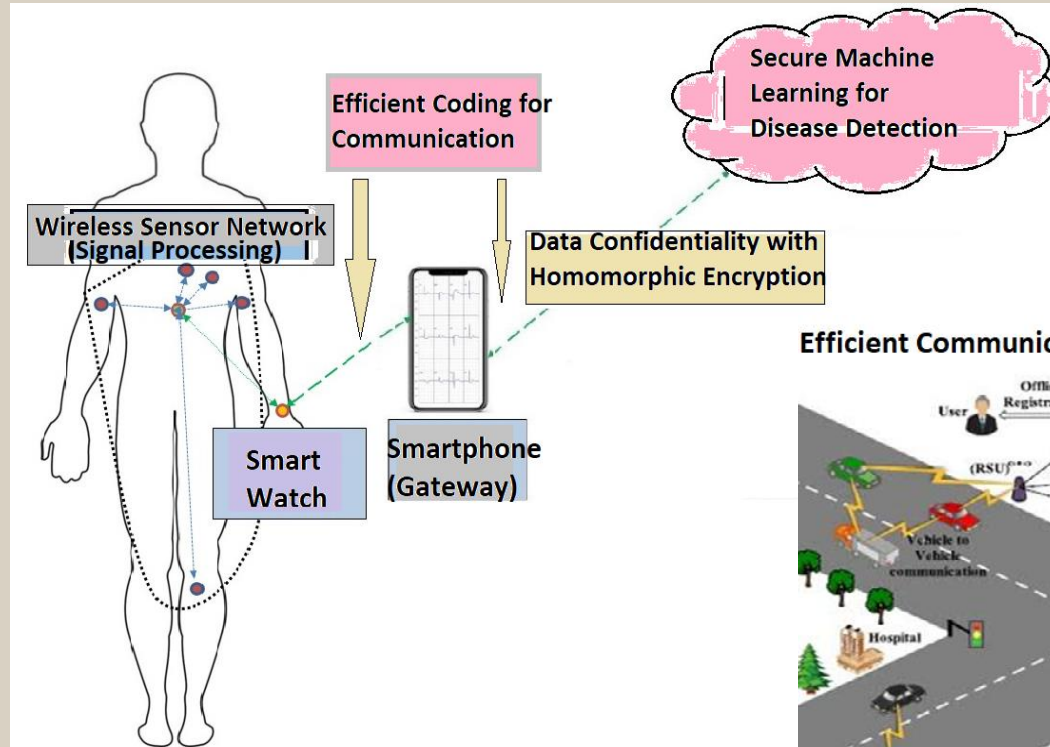 Secure Machine
Learning for
Disease Detection
Efficient Coding for
Communication
Wireless Sensor Network
(Signal Processing)
Data Confidentiality with
Homomorphic Encryption
Smart
Watch
Smartphone
(Gateway)
Efficient
User
(RSU)
Vehicle to
Vehicle
communication
Hospital